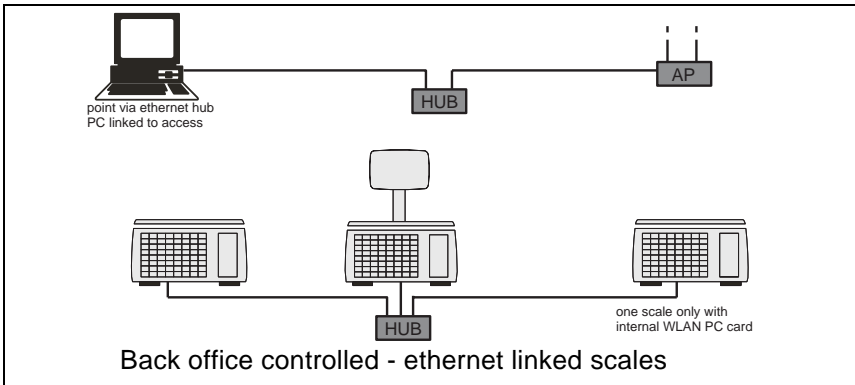 AP
HUB
point via ethernet hub
PC linked to access
one scale only with
internal WLAN PC card
HUB
Back office controlled - ethernet linked scales